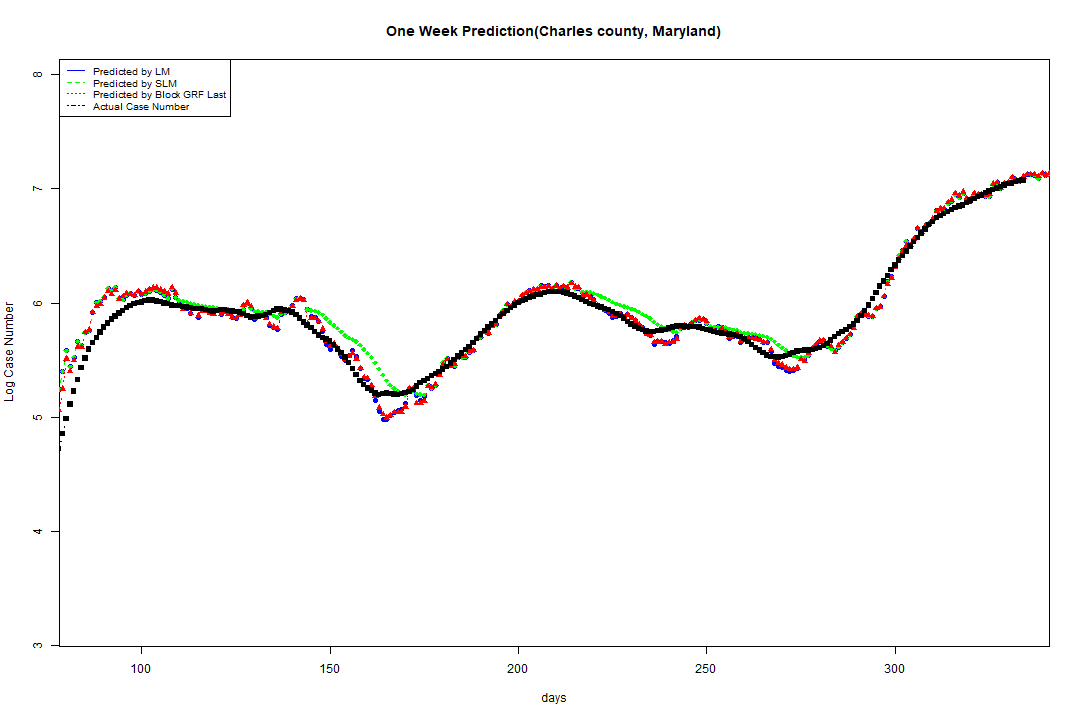 One Week Prediction(Charles county, Maryland)
Predicted by LM
Predicted by SLM
Predicted by Block GRF Last
Actual Case Number
8
7
6
5
4
3
Log Case Number
100 150 200 250 300
days